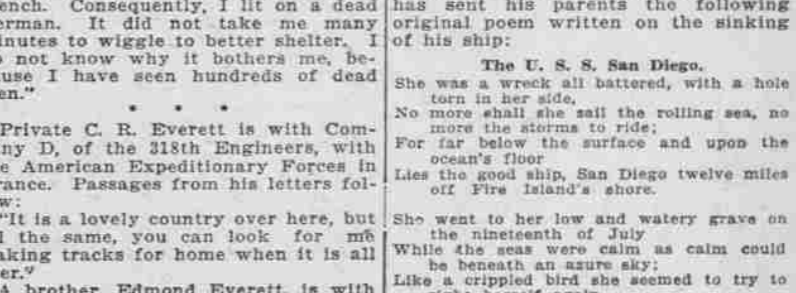 ench. Consequently, I lit on a dead
erman. It did not take me many
inutes to wiggle to better shelter. I
o not know why it bothers me, be-
use I have seen hundreds of dead
en."
* * *
Private C. R. Everett is with Com-
ny D, of the 318th Engineers, with
e American Expeditionary Forces in
rance. Passages from his letters fol-
w:
"It is a lovely country over here, but
l the same, you can look for me
aking tracks for home when it is all
er."
A brother, Edmond Everett, is with
has sent his parents the following
original poem written on the sinking
of his ship:
The U. S. S. San Diego.
She was a wreck all battered, with a hole
torn in her side,
No more shall she sail the rolling sea, no
more the storms to ride;
For far below the surface and upon the
ocean's floor
Lies the good ship, San Diego twelve miles
off Fire Island's shore.
She went to her low and watery grave on
the nineteenth of July
While the seas were calm as calm could
be beneath an azure sky;
Like a crippled bird she seemed to try to